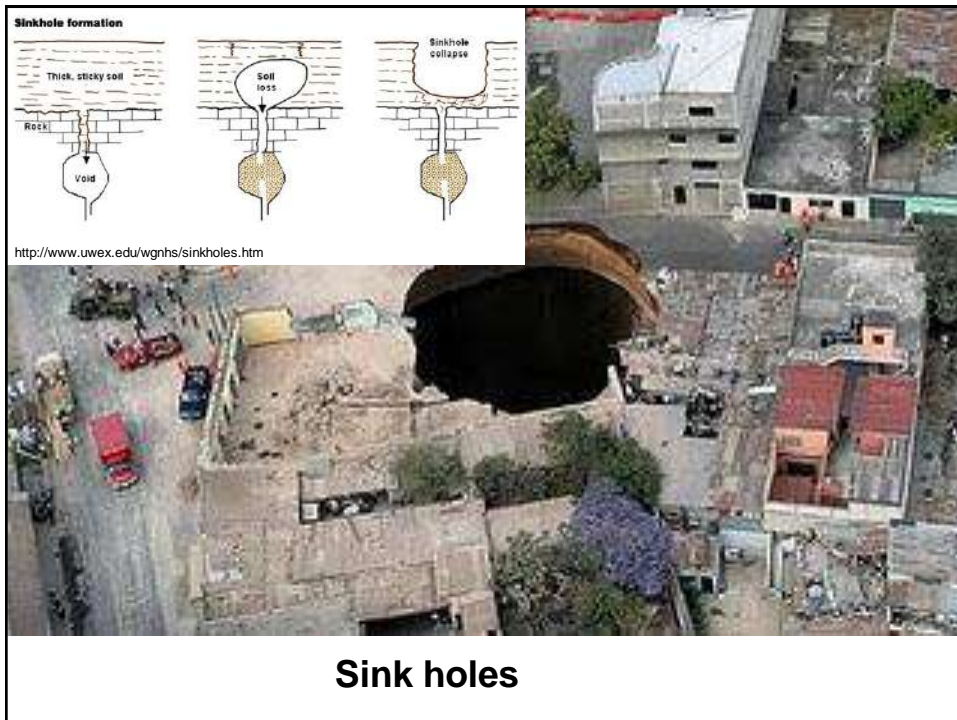 Sinkhole formation
Thick, sticky soil
Rock
Void
Soil
loss
Sinkhole
collapse
http://www.uwex.edu/wgnhs/sinkholes.htm
Sink holes